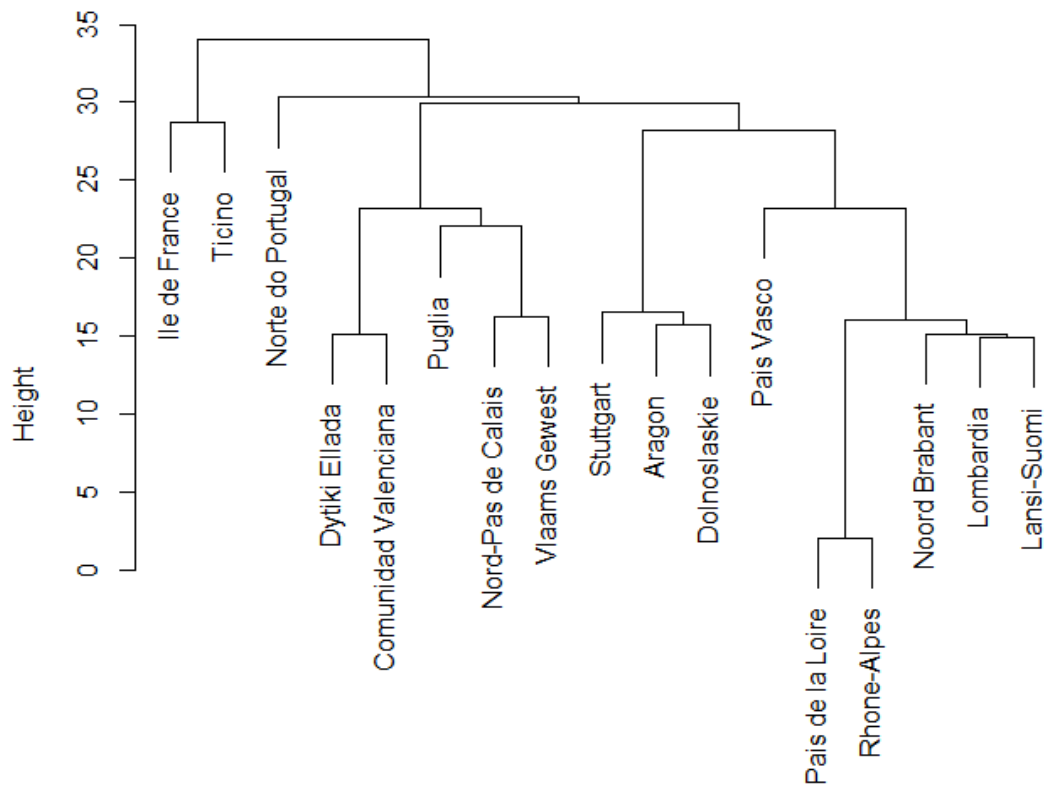 35
30
25
20
15
10
5
0
Height
Ile de France
Ticino
Norte do Portugal
Dytiki Ellada
Comunidad Valenciana
Puglia
Nord-Pas de Calais
Vlaams Gewest
Stuttgart
Aragon
Dolnoslaskie
Pais Vasco
Pais de la Loire
Rhone-Alpes
Noord Brabant
Lombardia
Lansi-Suomi